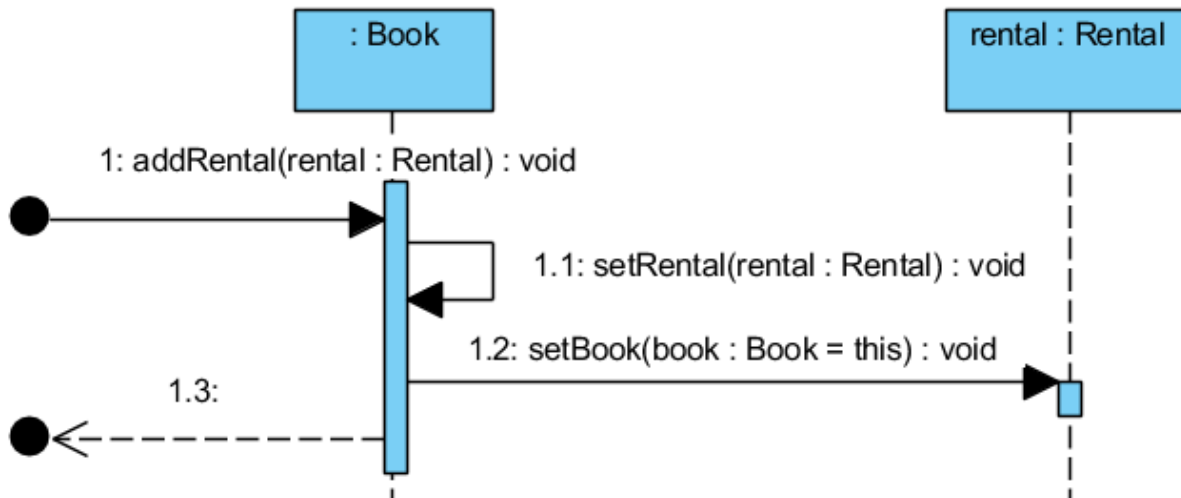 : Book
rental : Rental
1: addRental(rental : Rental) : void
1.1: setRental(rental : Rental) : void
1.2: setBook(book : Book = this) : void
1.3: